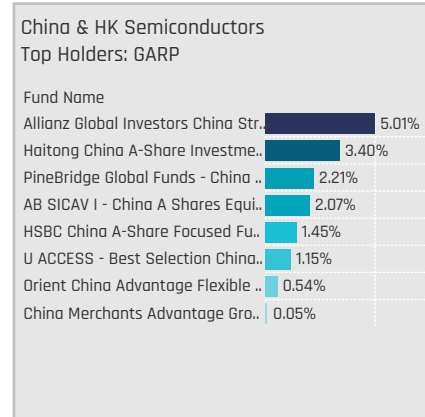 China & HK Semiconductors
Top Holders: GARP
Fund Name
Allianz Global Investors China Str.. 5.01%
Haitong China A-Share Investme.. 3.40%
PineBridge Global Funds - China .. 2.21%
AB SICAV I - China A Shares Equi.. 2.07%
HSBC China A-Share Focused Fu.. 1.45%
U ACCESS - Best Selection China.. 1.15%
Orient China Advantage Flexible .. 0.54%
China Merchants Advantage Gro.. 0.05%